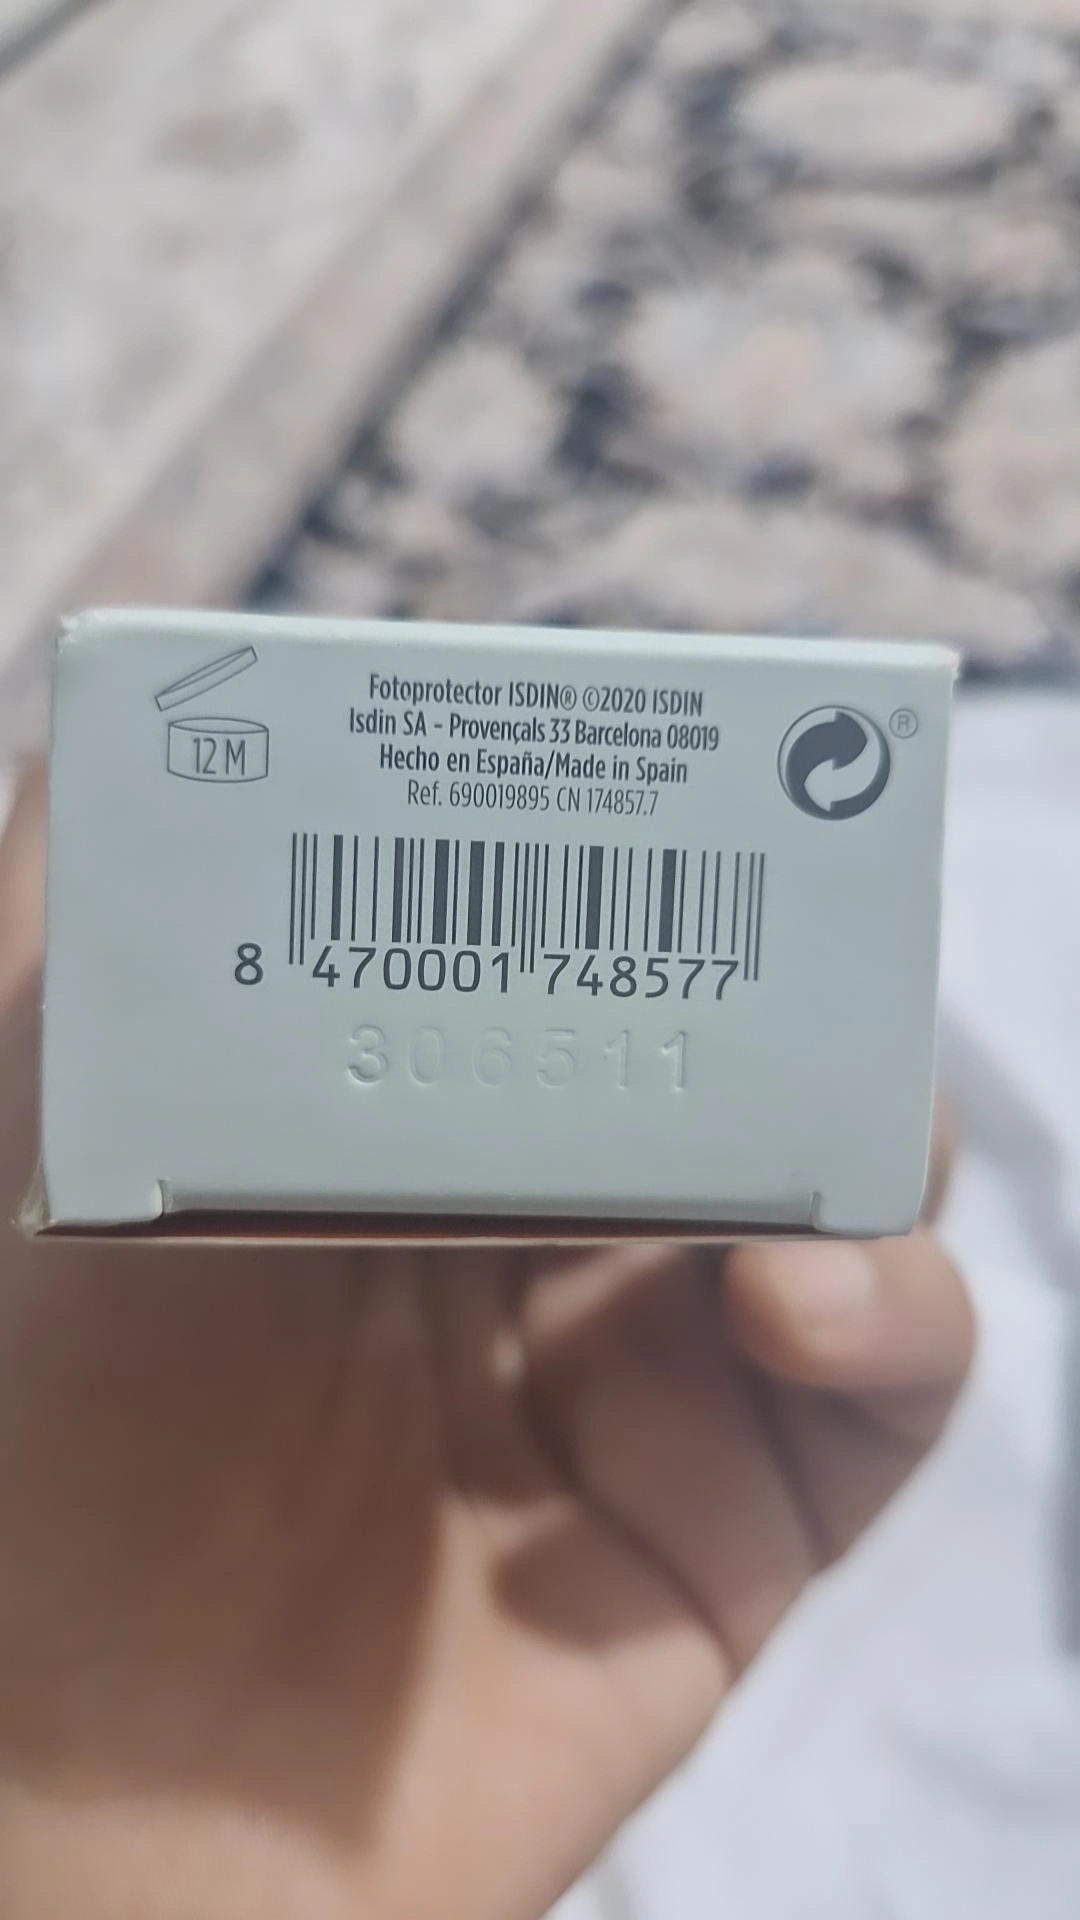 12 M
Fotoprotector ISDIN® ©2020 ISDIN
Isdin SA - Provençals 33 Barcelona 08019
Hecho en España/Made in Spain
Ref. 690019895 CN 174857.7
®
8 470001 748577
306511